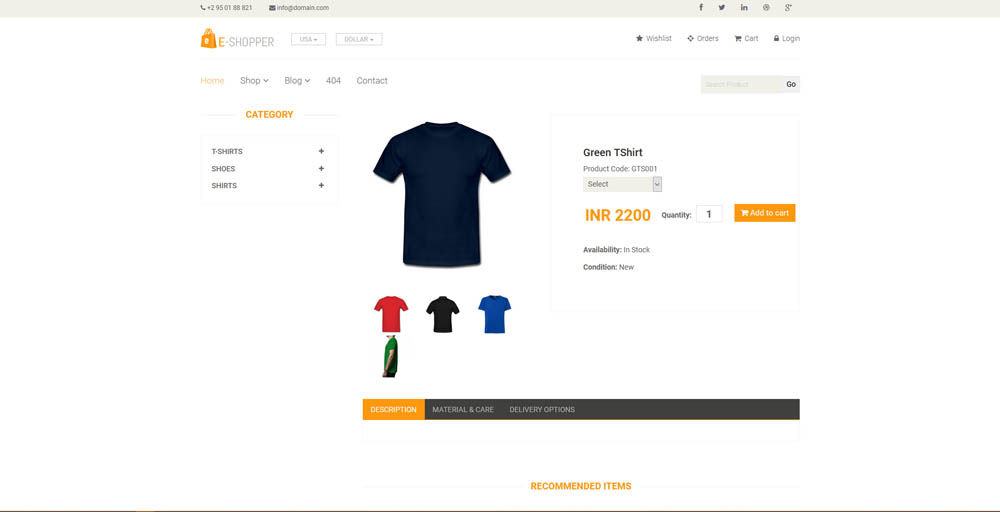 +2 95 01 88 821 info@domain.com
E-SHOPPER USA DOLLAR Wishlist Orders Cart Login
Home Shop Blog 404 Contact Search Product Go
CATEGORY
T-SHIRTS +
SHOES +
SHIRTS +
Green TShirt
Product Code: GTS001
Select
INR 2200 Quantity: 1 Add to cart
Availability: In Stock
Condition: New
DESCRIPTION MATERIAL & CARE DELIVERY OPTIONS
RECOMMENDED ITEMS